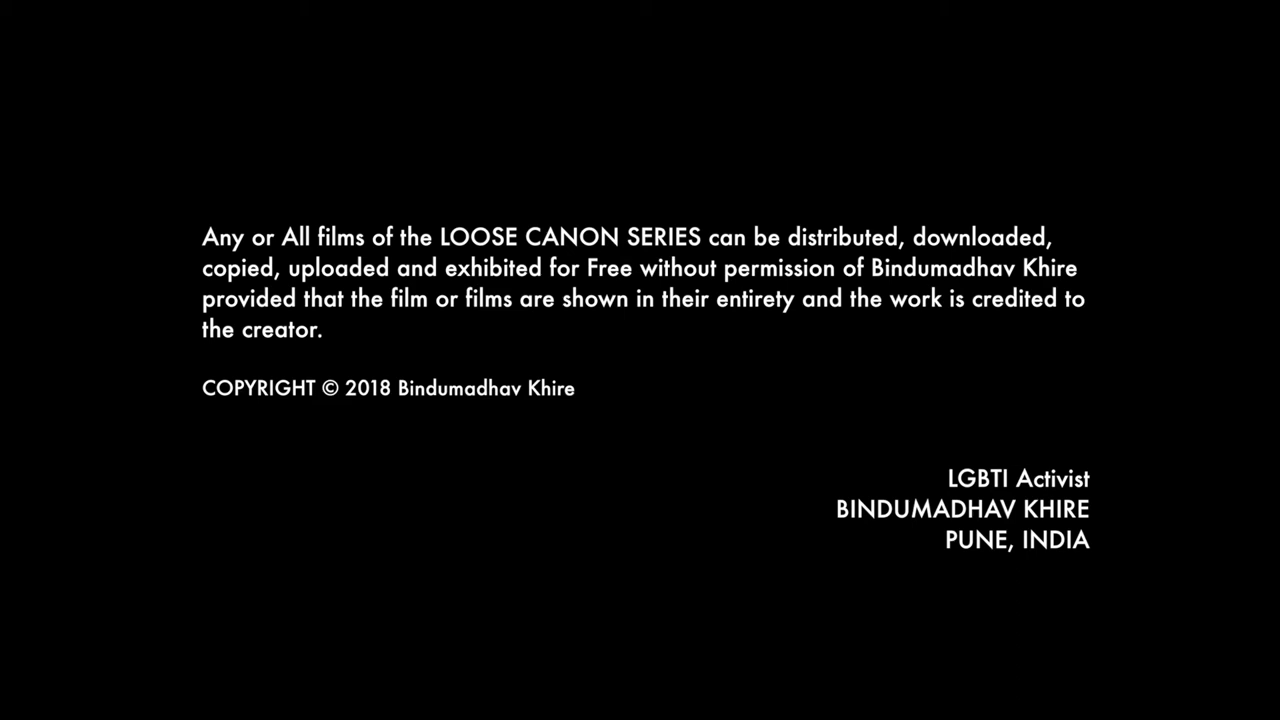 Any or All films of the LOOSE CANON SERIES can be distributed, downloaded,
copied, uploaded and exhibited for Free without permission of Bindumadhav Khire
provided that the film or films are shown in their entirety and the work is credited to
the creator.
COPYRIGHT © 2018 Bindumadhav Khire
LGBTI Activist
BINDUMADHAV KHIRE
PUNE, INDIA